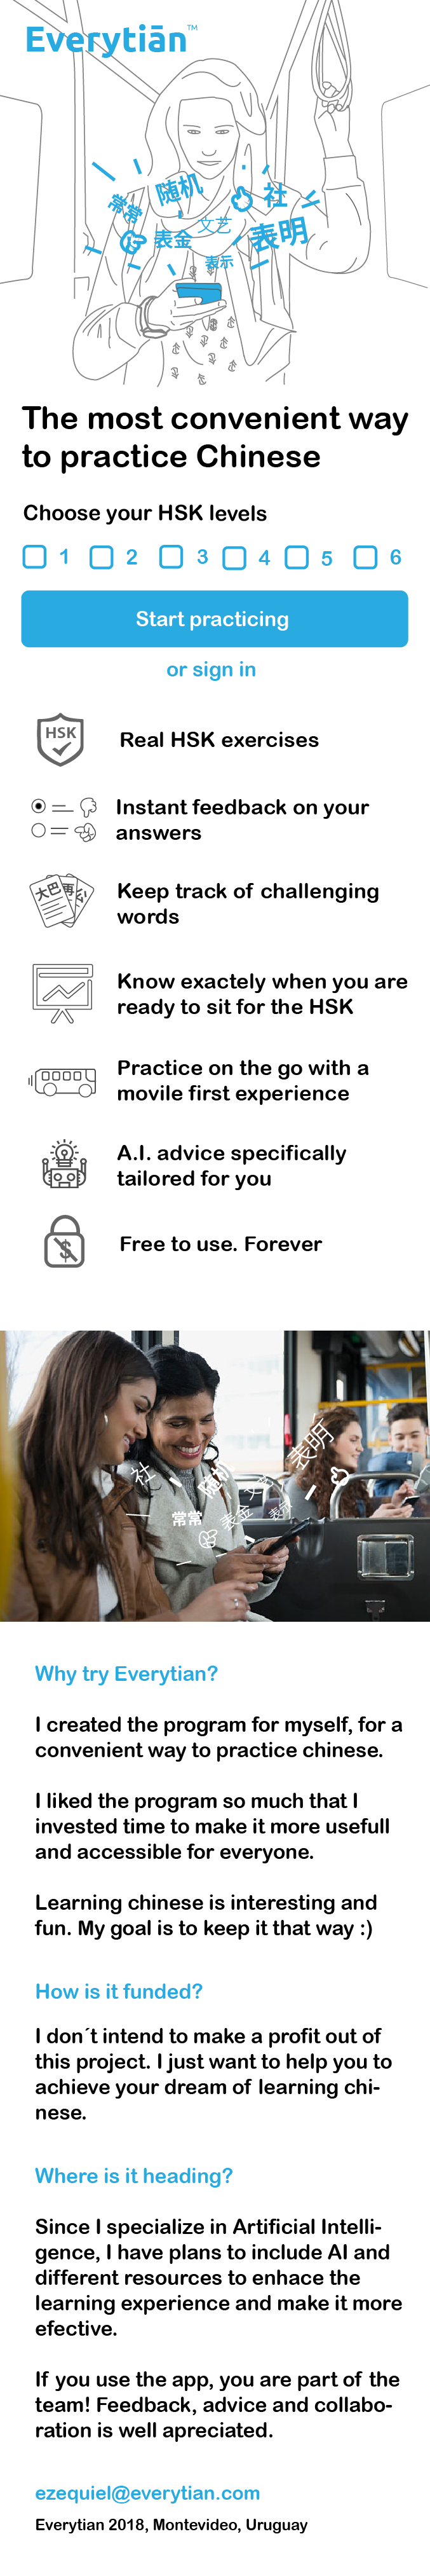 Everytiān™
随机
社
常常
文艺
表金
表明
表示
The most convenient way
to practice Chinese
Choose your HSK levels
1 2 3 4 5 6
Start practicing
or sign in
HSK
Real HSK exercises
Instant feedback on your
answers
大巴
再
公
Keep track of challenging
words
Know exactely when you are
ready to sit for the HSK
Practice on the go with a
movile first experience
A.I. advice specifically
tailored for you
$
Free to use. Forever
表明
社
随机
文艺
常常
表金
表示
Why try Everytian?
I created the program for myself, for a
convenient way to practice chinese.
I liked the program so much that I
invested time to make it more usefull
and accessible for everyone.
Learning chinese is interesting and
fun. My goal is to keep it that way :)
How is it funded?
I don´t intend to make a profit out of
this project. I just want to help you to
achieve your dream of learning chi-
nese.
Where is it heading?
Since I specialize in Artificial Intelli-
gence, I have plans to include AI and
different resources to enhace the
learning experience and make it more
efective.
If you use the app, you are part of the
team! Feedback, advice and collabo-
ration is well apreciated.
ezequiel@everytian.com
Everytian 2018, Montevideo, Uruguay